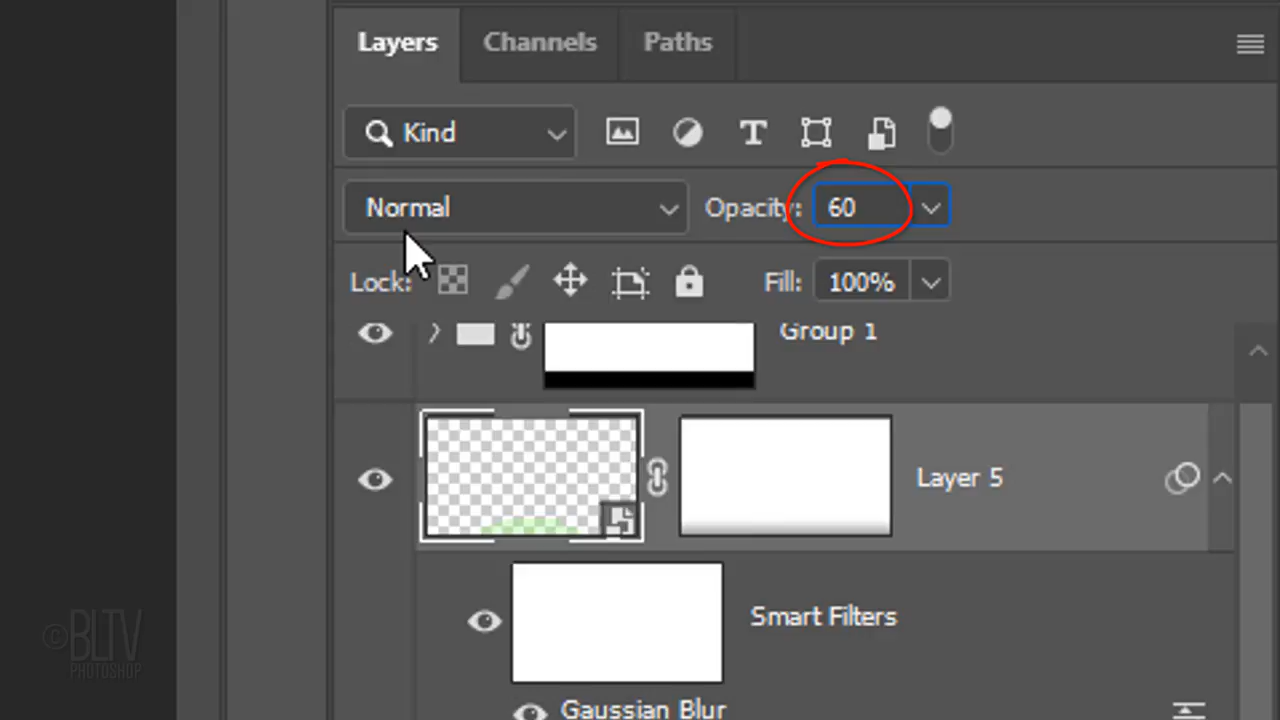 Layers Channels Paths
Kind
Normal Opacity: 60
Lock: Fill: 100%
Group 1
Layer 5
Smart Filters
Gaussian Blur
©BLTV
PHOTOSHOP